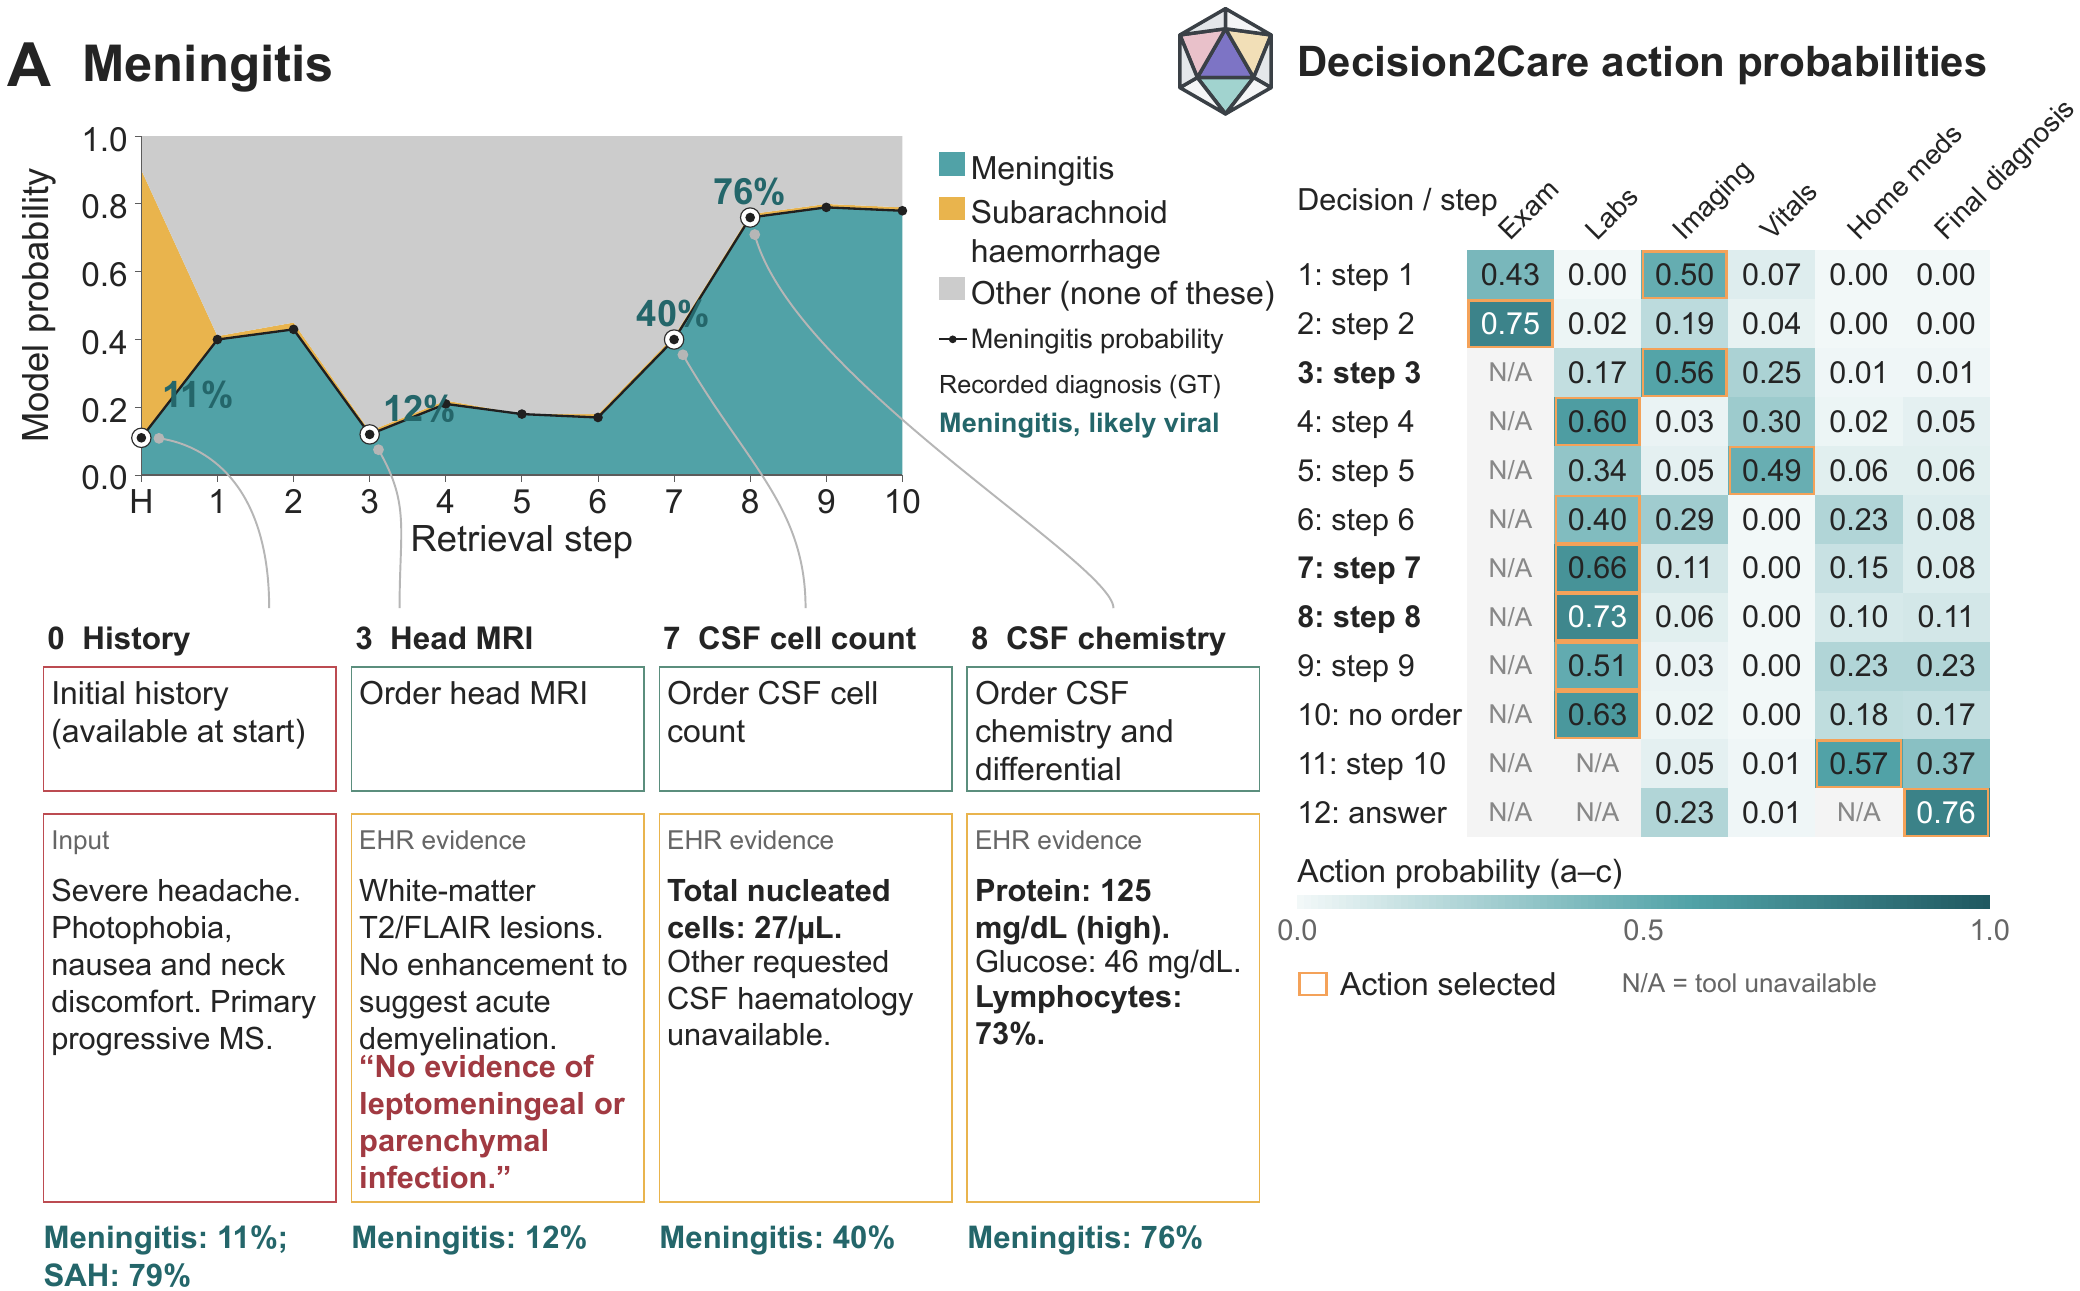 A Meningitis
Decision2Care action probabilities
Model probability
1.0
0.8
0.6
0.4
0.2
0.0
11%
12%
40%
76%
H 1 2 3 4 5 6 7 8 9 10
Retrieval step
Meningitis
Subarachnoid
haemorrhage
Other (none of these)
Meningitis probability
Recorded diagnosis (GT)
Meningitis, likely viral
0 History
Initial history
(available at start)
Input
Severe headache.
Photophobia,
nausea and neck
discomfort. Primary
progressive MS.
Meningitis: 11%;
SAH: 79%
3 Head MRI
Order head MRI
EHR evidence
White-matter
T2/FLAIR lesions.
No enhancement to
suggest acute
demyelination.
“No evidence of
leptomeningeal or
parenchymal
infection.”
Meningitis: 12%
7 CSF cell count
Order CSF cell
count
EHR evidence
Total nucleated
cells: 27/µL.
Other requested
CSF haematology
unavailable.
Meningitis: 40%
8 CSF chemistry
Order CSF
chemistry and
differential
EHR evidence
Protein: 125
mg/dL (high).
Glucose: 46 mg/dL.
Lymphocytes:
73%.
Meningitis: 76%
Decision / step Exam Labs Imaging Vitals Home meds Final diagnosis
1: step 1 0.43 0.00 0.50 0.07 0.00 0.00
2: step 2 0.75 0.02 0.19 0.04 0.00 0.00
3: step 3 N/A 0.17 0.56 0.25 0.01 0.01
4: step 4 N/A 0.60 0.03 0.30 0.02 0.05
5: step 5 N/A 0.34 0.05 0.49 0.06 0.06
6: step 6 N/A 0.40 0.29 0.00 0.23 0.08
7: step 7 N/A 0.66 0.11 0.00 0.15 0.08
8: step 8 N/A 0.73 0.06 0.00 0.10 0.11
9: step 9 N/A 0.51 0.03 0.00 0.23 0.23
10: no order N/A 0.63 0.02 0.00 0.18 0.17
11: step 10 N/A N/A 0.05 0.01 0.57 0.37
12: answer N/A N/A 0.23 0.01 N/A 0.76
Action probability (a–c)
0.0 0.5 1.0
Action selected N/A = tool unavailable